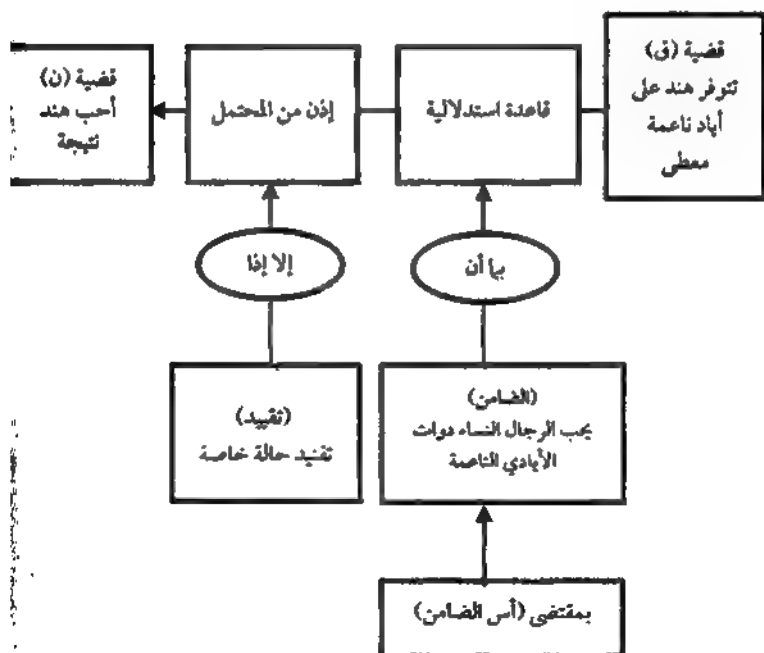 قضية (ق)
تتوفر هند على
أياد ناعمة
معطى
قاعدة استدلالية
إذن من المحتمل
قضية (ن)
أحب هند
نتيجة
بما أن
إلا إذا
(الضامن)
يحب الرجال النساء ذوات
الأيادي الناعمة
(تقييد)
تفنيد حالة خاصة
بمقتضى (أس الضامن)